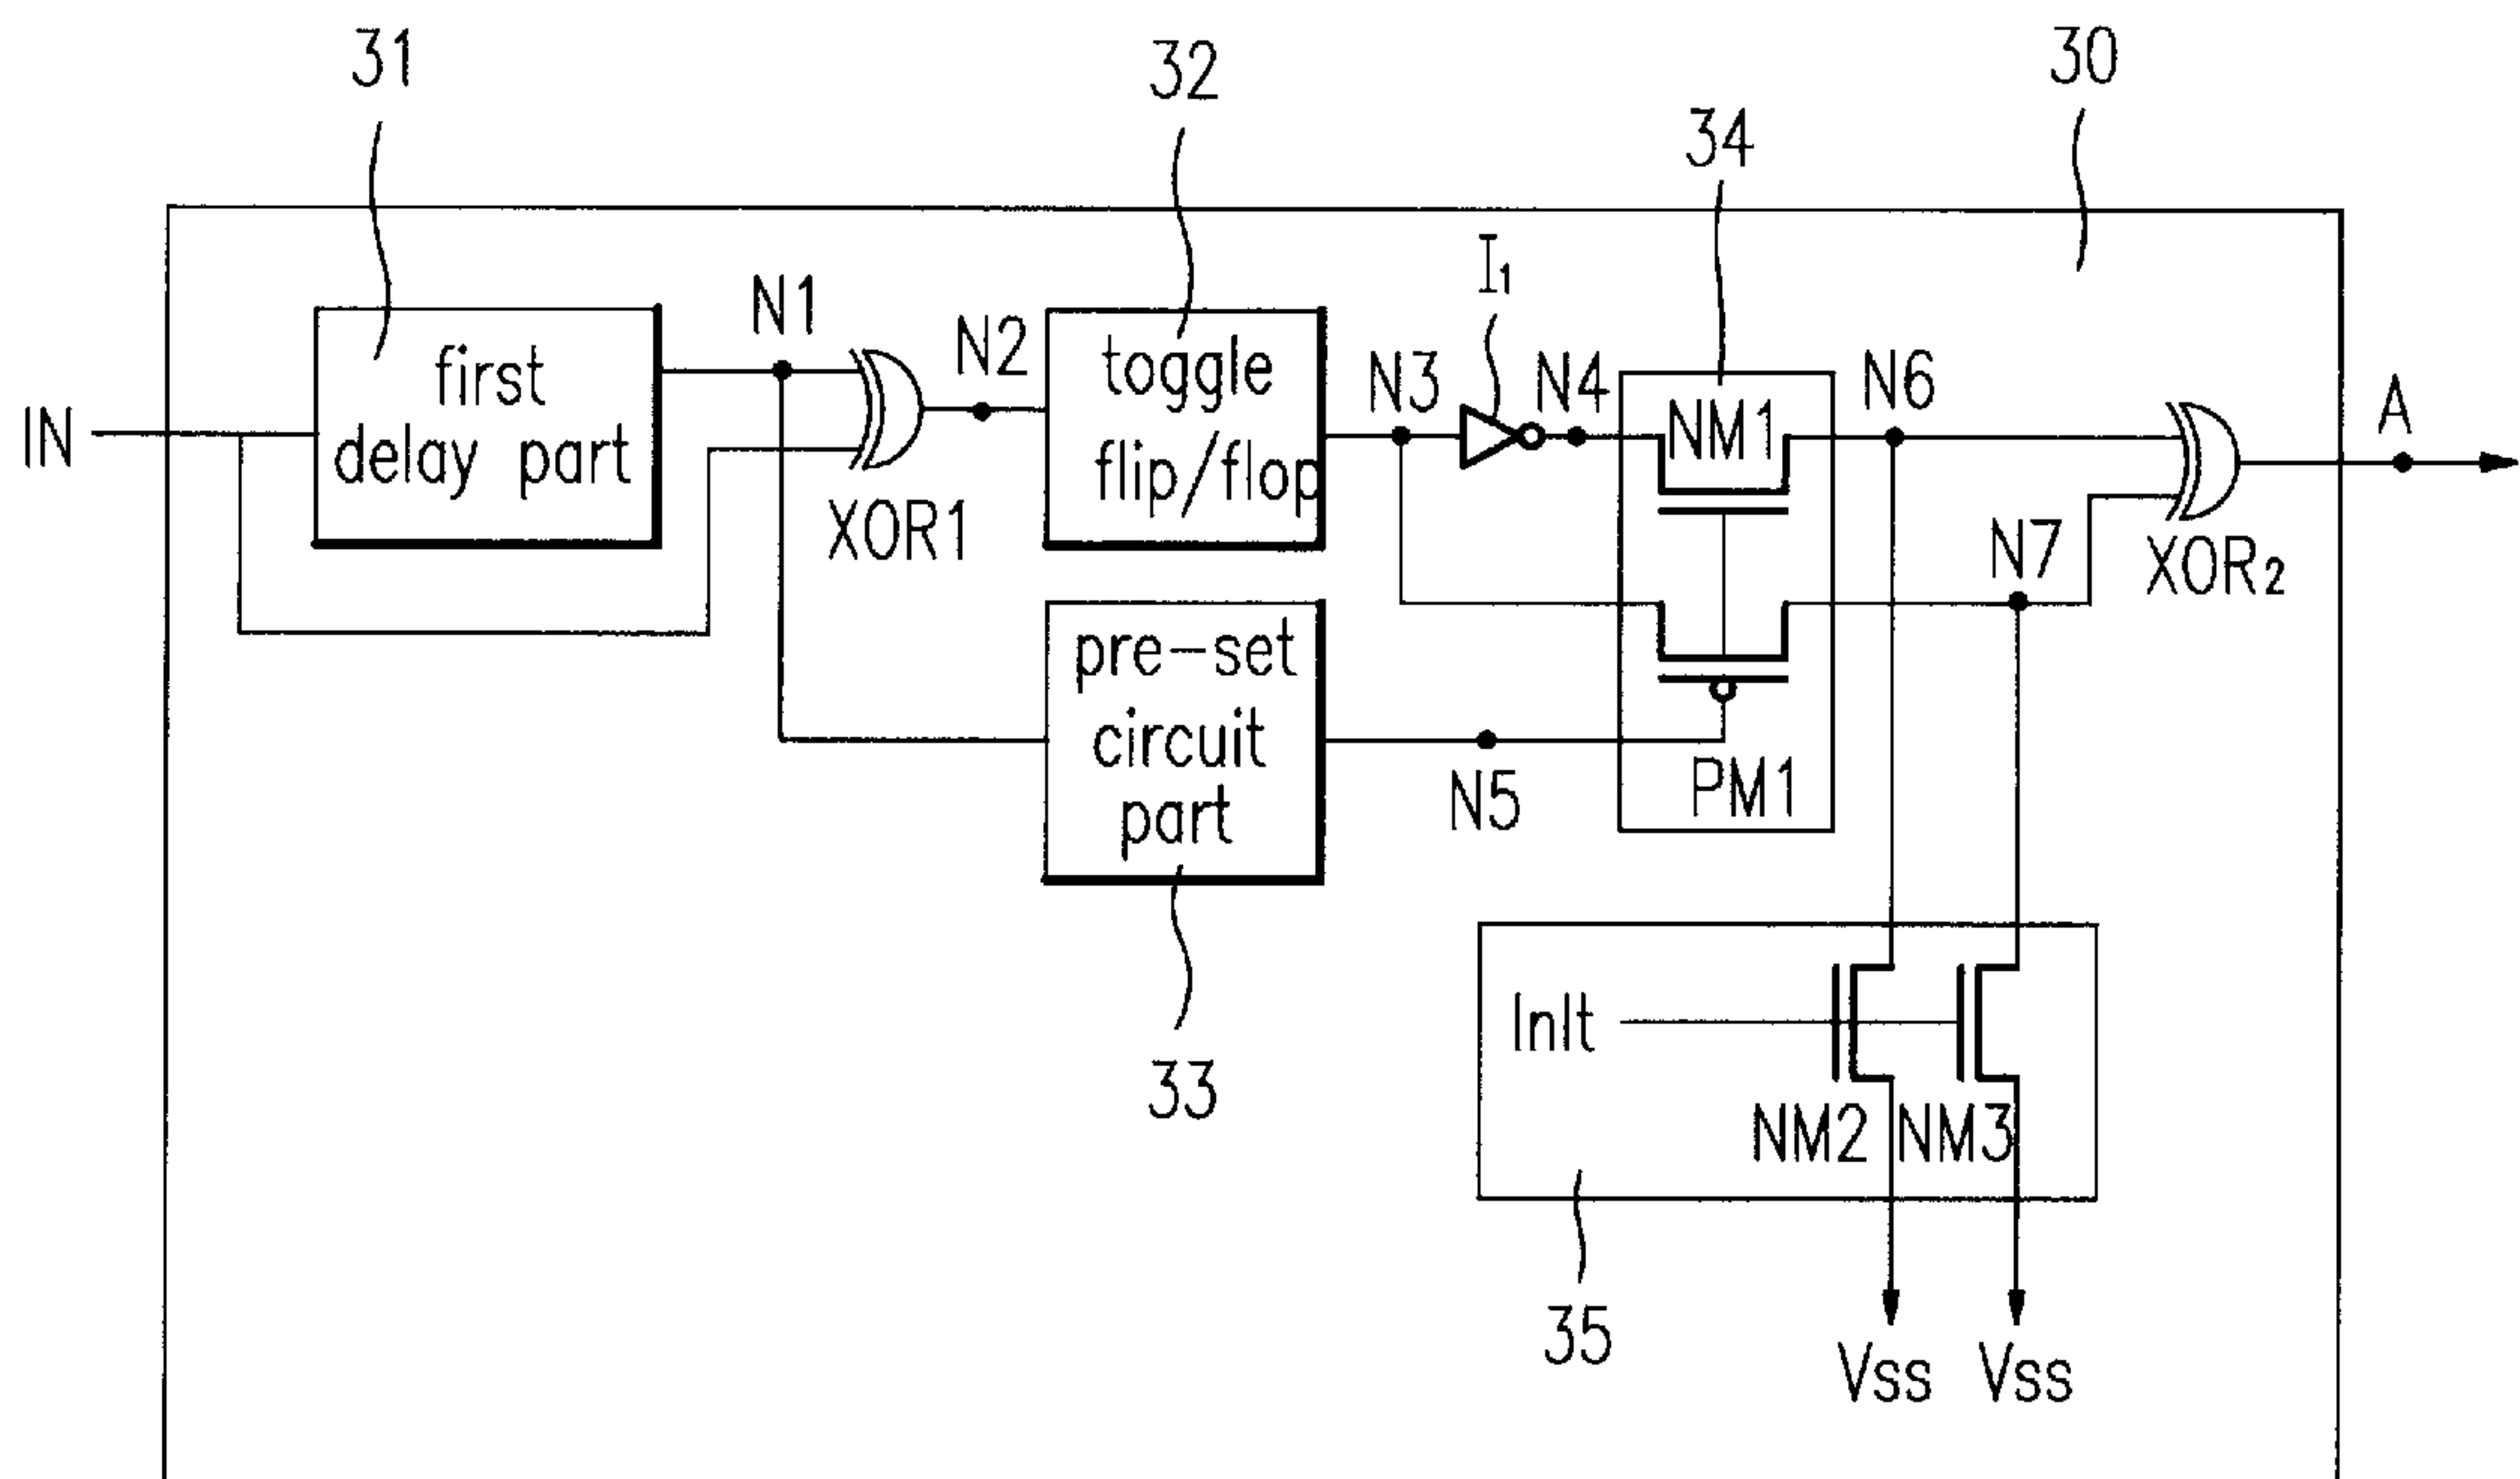 31
32
30
34
I1
N1
N2
N3
N4
N6
A
IN
first
delay part
toggle
flip/flop
NM1
XOR1
N7
XOR2
pre-set
circuit
part
N5
PM1
InIt
33
NM2
NM3
35
Vss
Vss